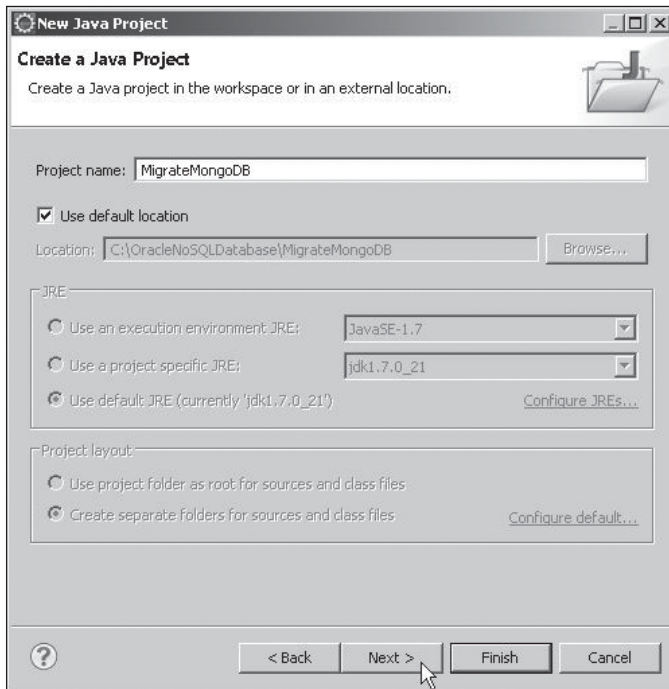 New Java Project
Create a Java Project
Create a Java project in the workspace or in an external location.
Project name: MigrateMongoDB
Use default location
Location: C:\OracleNoSQLDatabase\MigrateMongoDB Browse...
JRE
Use an execution environment JRE: JavaSE-1.7
Use a project specific JRE: jdk1.7.0_21
Use default JRE (currently 'jdk1.7.0_21') Configure JREs...
Project layout
Use project folder as root for sources and class files
Create separate folders for sources and class files Configure default...
? < Back Next > Finish Cancel